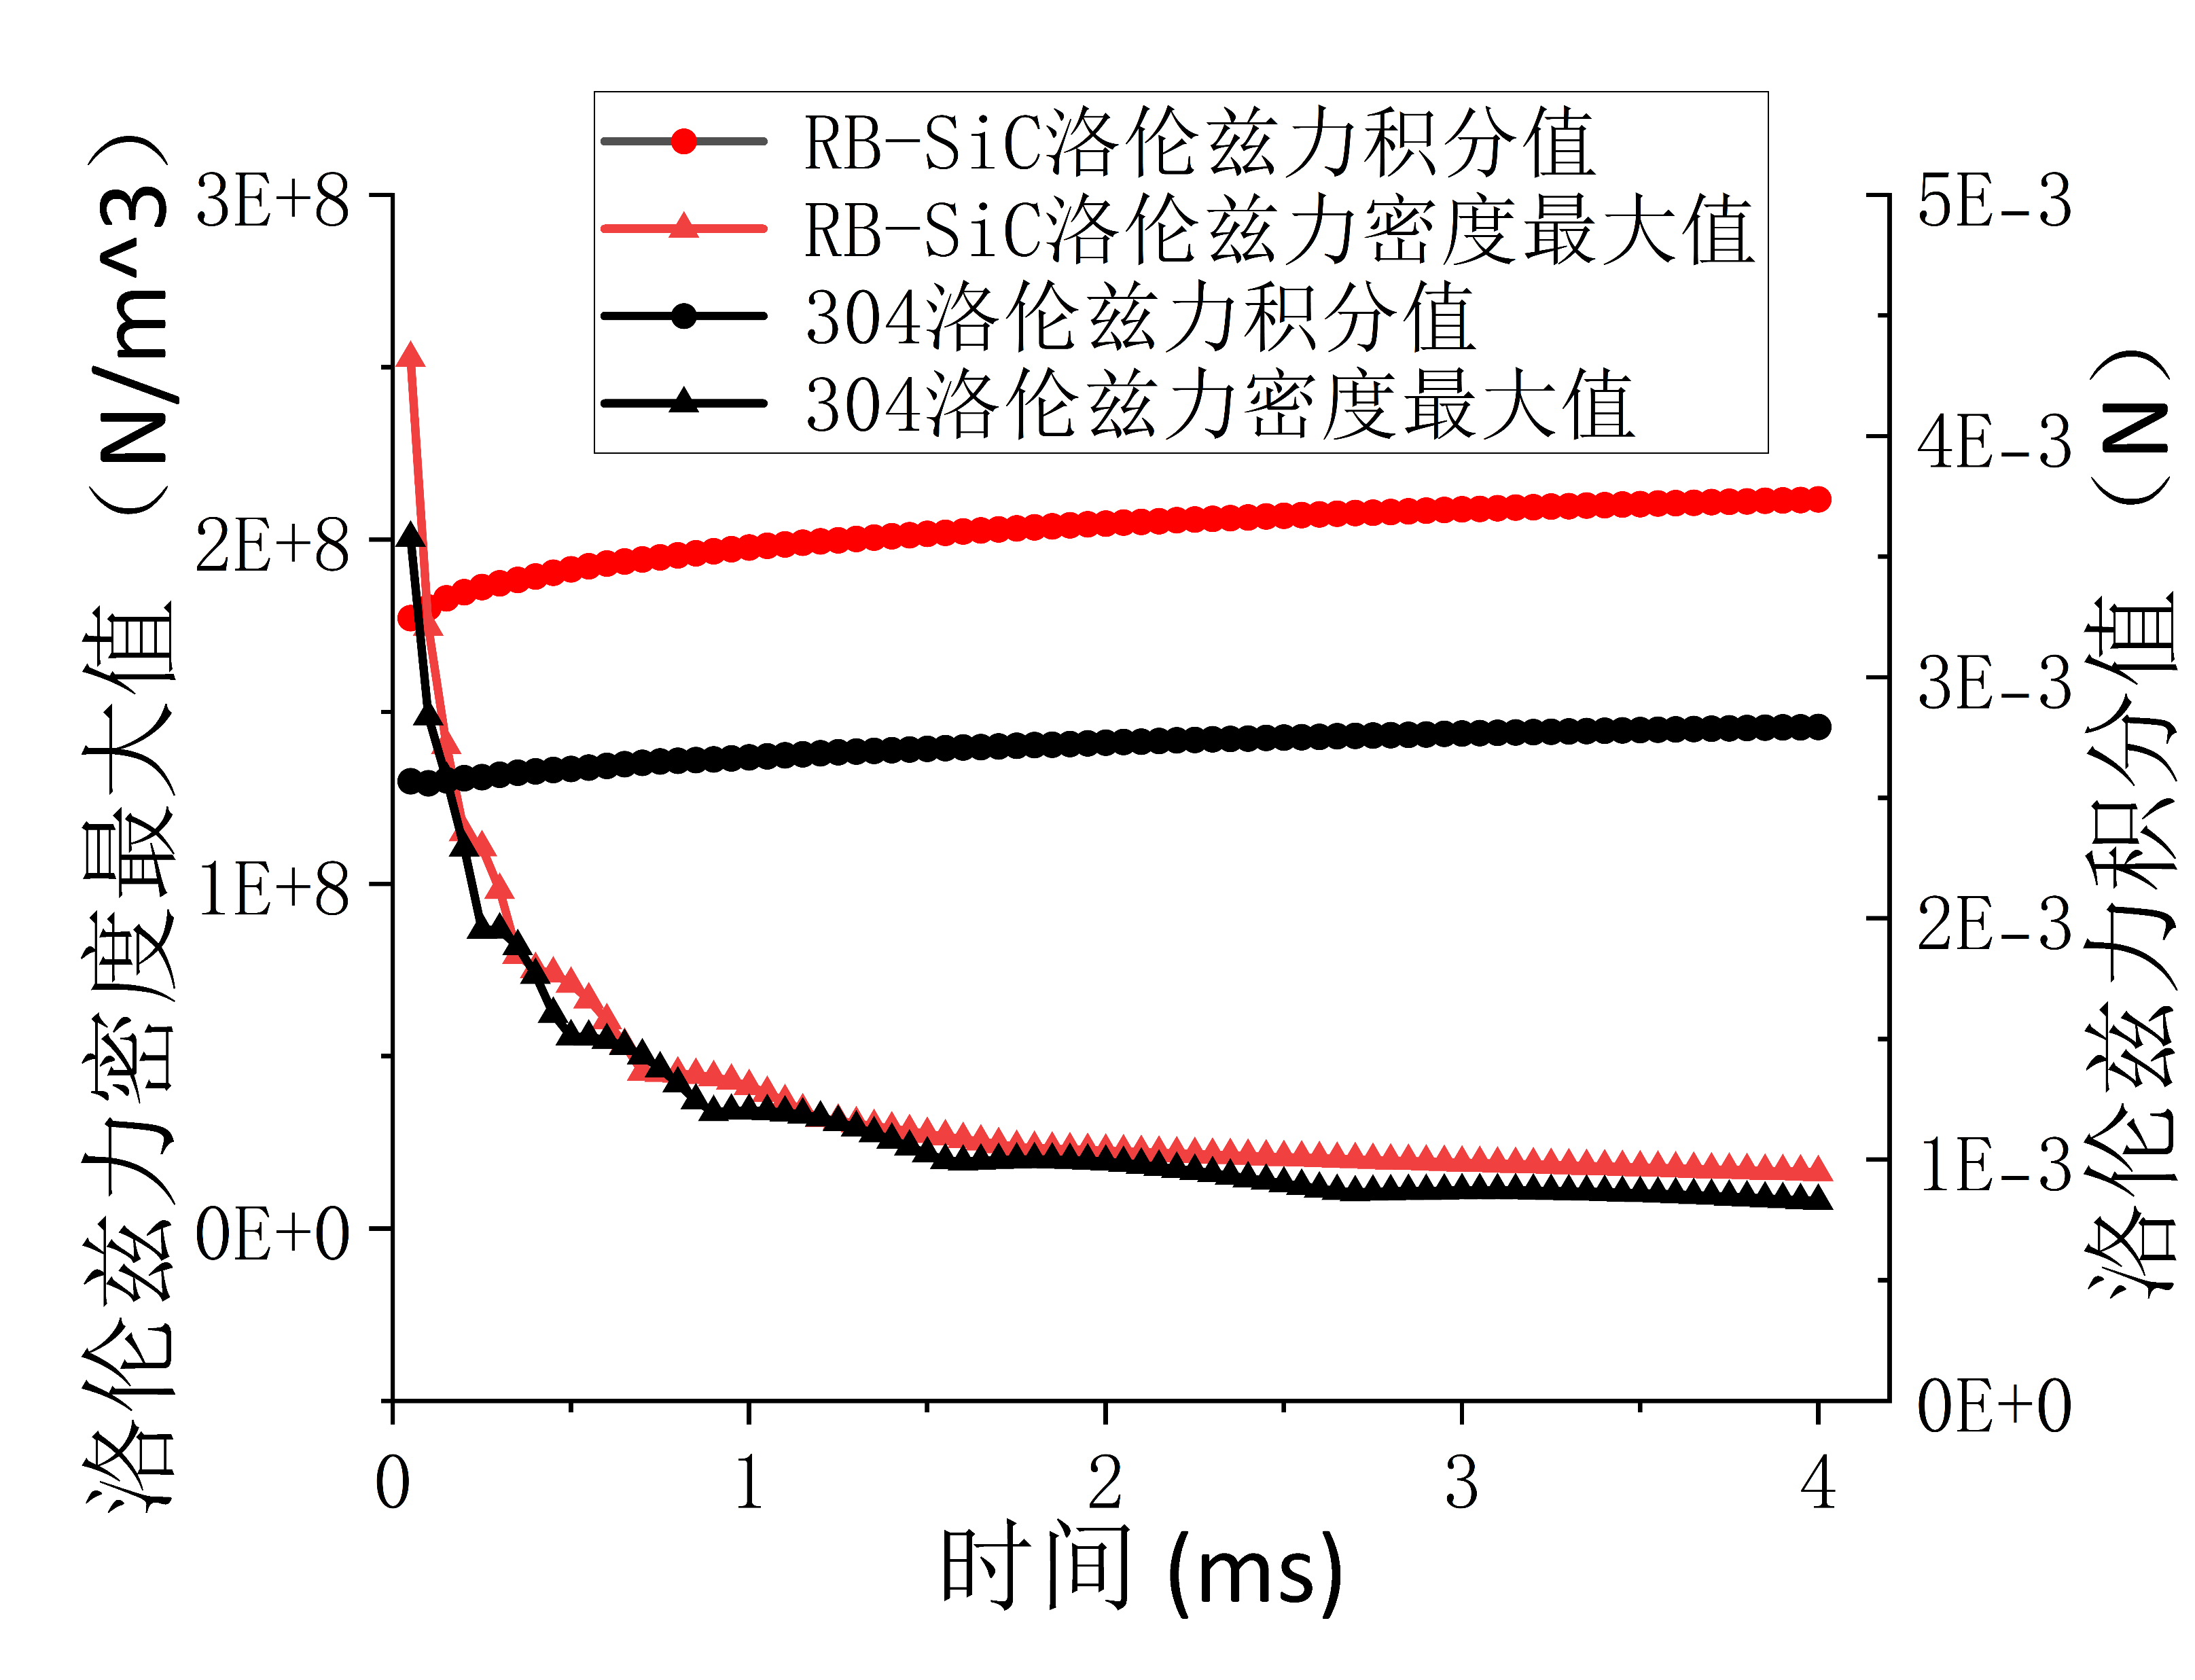 RB-SiC洛伦兹力积分值
RB-SiC洛伦兹力密度最大值
304洛伦兹力积分值
304洛伦兹力密度最大值
洛伦兹力密度最大值（N/m^3）
3E+8
2E+8
1E+8
0E+0
5E-3
4E-3
3E-3
2E-3
1E-3
0E+0
洛伦兹力积分值（N）
0 1 2 3 4
时间 (ms)